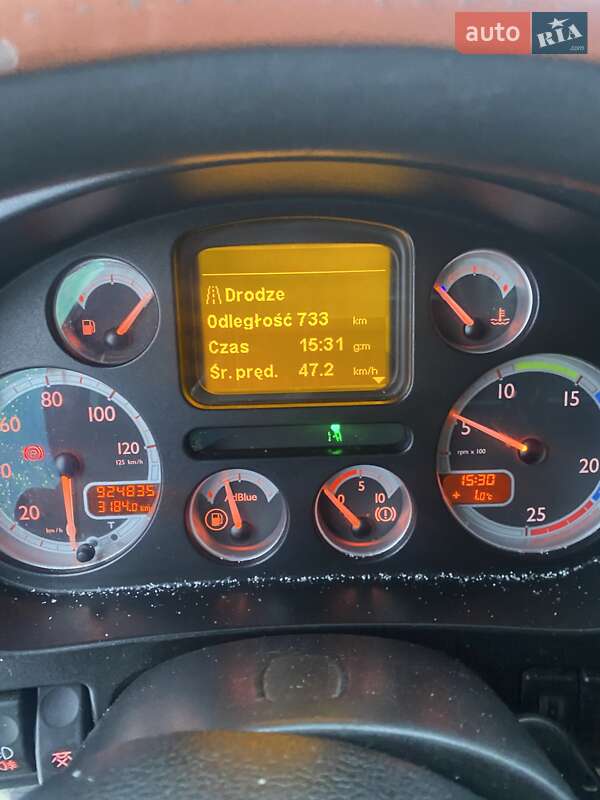 auto RIA.com
Drodze
Odległość 733 km
Czas 15:31 g:m
Śr. pręd. 47.2 km/h
60 80 100 120
125 km/h
20
km/h
924835
3184.0 km
T
AdBlue
0 5 10
5 10 15 20 25
rpm x 100
15:30
+ 1.0°C